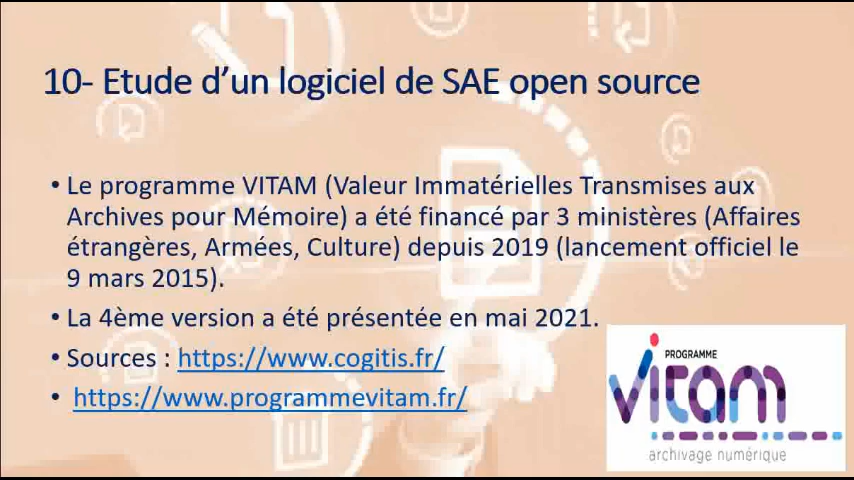 10- Etude d’un logiciel de SAE open source
• Le programme VITAM (Valeur Immatérielles Transmises aux
Archives pour Mémoire) a été financé par 3 ministères (Affaires
étrangères, Armées, Culture) depuis 2019 (lancement officiel le
9 mars 2015).
• La 4ème version a été présentée en mai 2021.
• Sources : https://www.cogitis.fr/
• https://www.programmevitam.fr/
PROGRAMME
vitam
archivage numérique